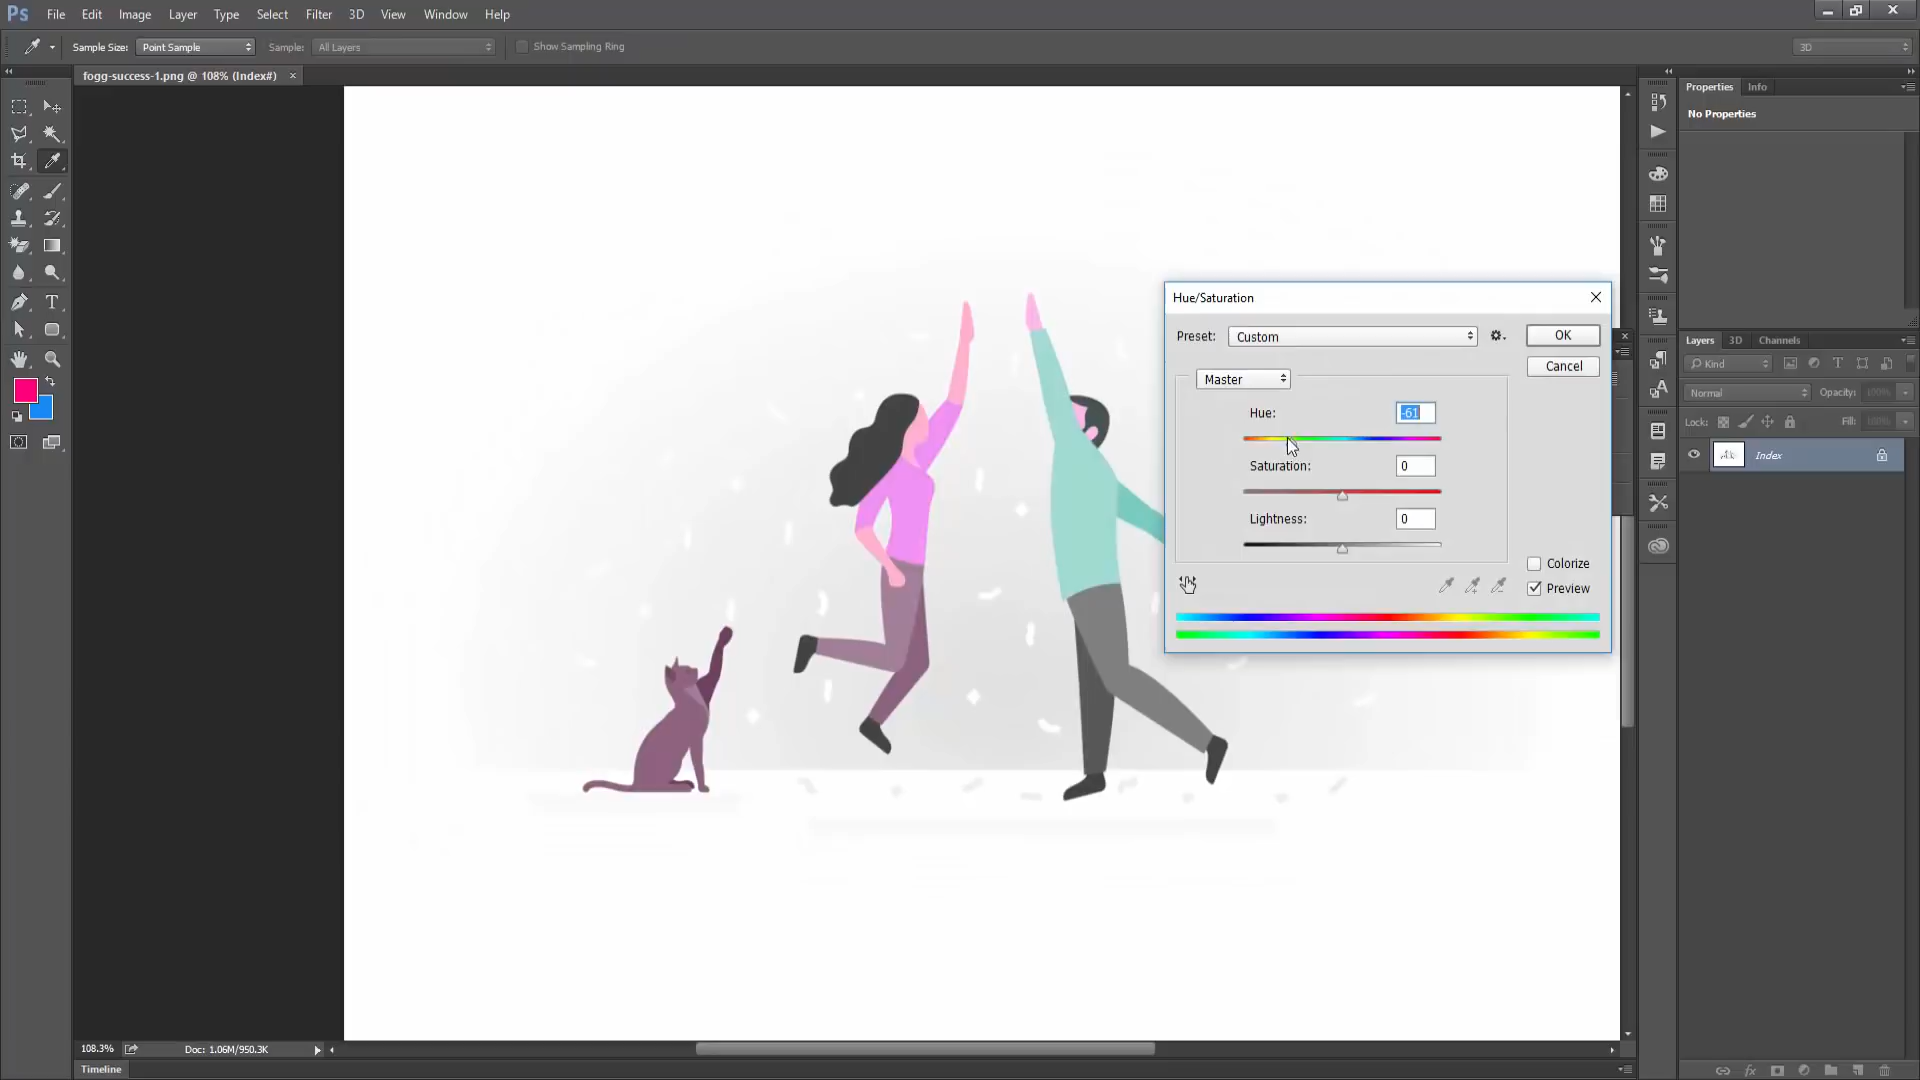 Ps File Edit Image Layer Type Select Filter 3D View Window Help
Sample Size: Point Sample Sample: All Layers Show Sampling Ring 3D
fogg-success-1.png @ 108% (Index#)
Properties Info
No Properties
Hue/Saturation
Preset: Custom OK
Cancel
Master
Hue: -61
Saturation: 0
Lightness: 0
Colorize
Preview
Layers 3D Channels
Kind
Normal Opacity: 100%
Lock: Fill: 100%
Index
108.3% Doc: 1.06M/950.3K
Timeline